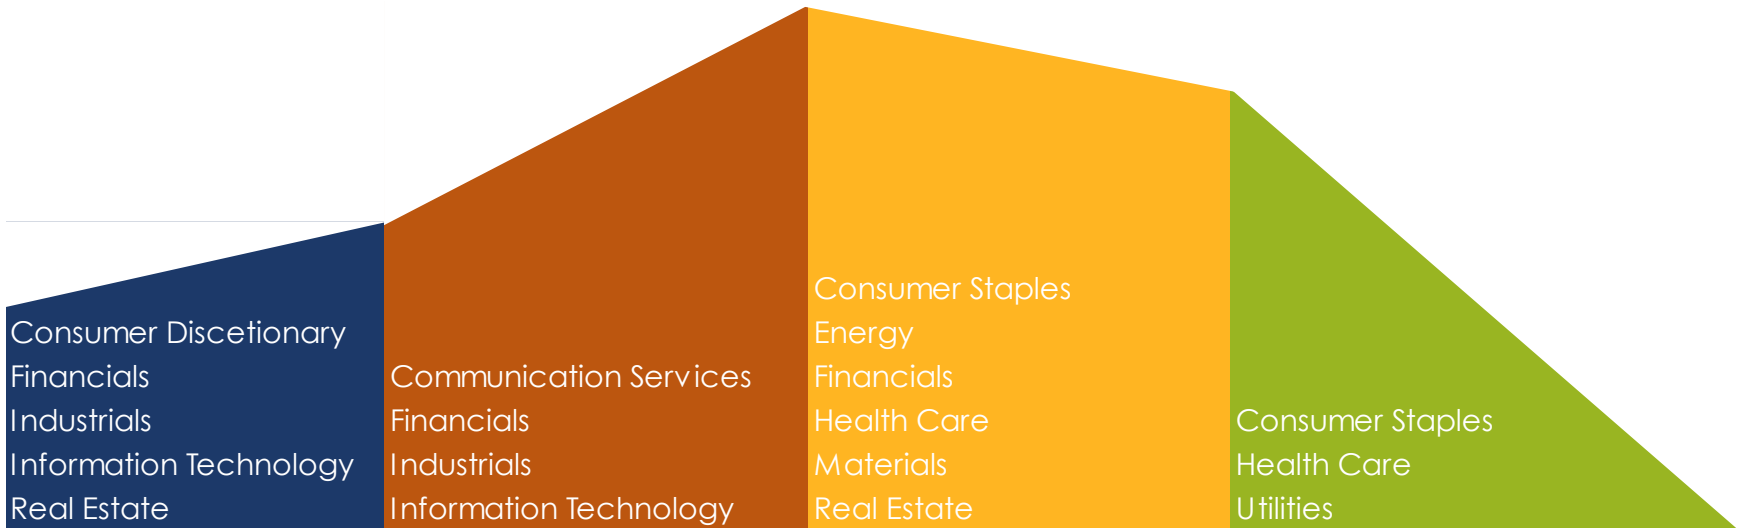 Consumer Discetionary
Financials
Industrials
Information Technology
Real Estate
Communication Services
Financials
Industrials
Information Technology
Consumer Staples
Energy
Financials
Health Care
Materials
Real Estate
Consumer Staples
Health Care
Utilities